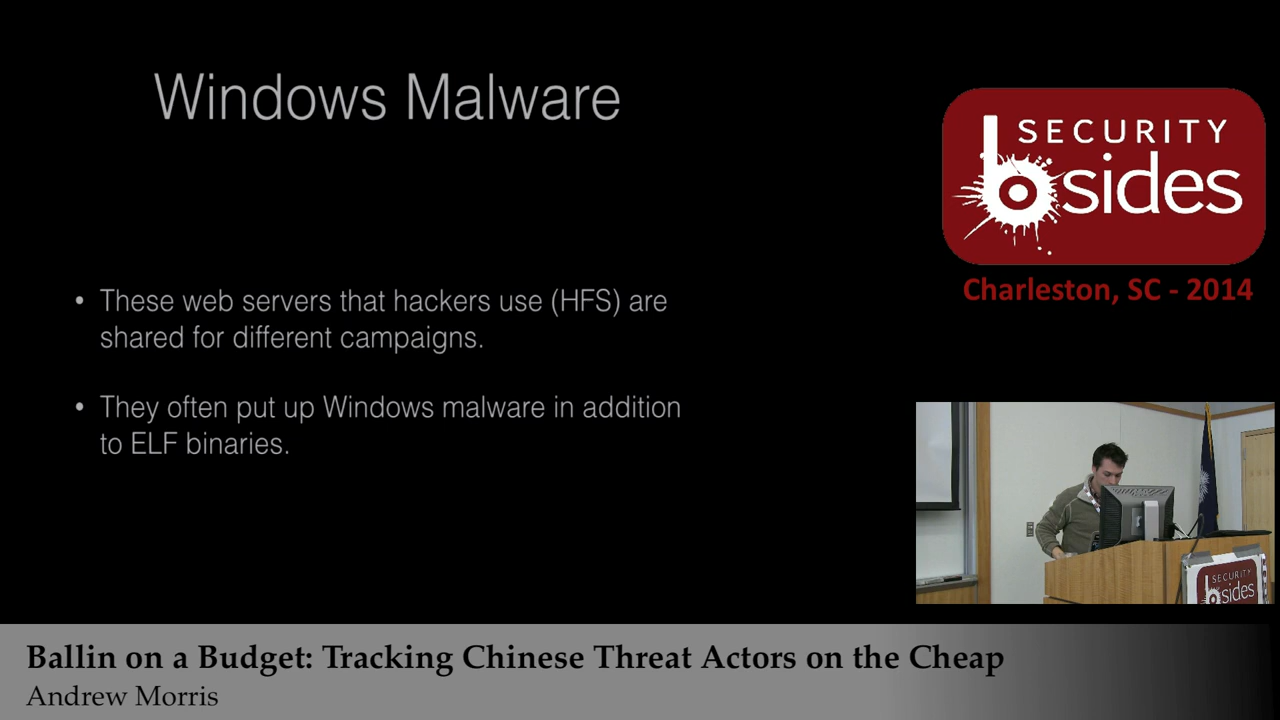 Windows Malware
• These web servers that hackers use (HFS) are
shared for different campaigns.
• They often put up Windows malware in addition
to ELF binaries.
SECURITY
bsides
Charleston, SC - 2014
SECURITY
bsides
Ballin on a Budget: Tracking Chinese Threat Actors on the Cheap
Andrew Morris